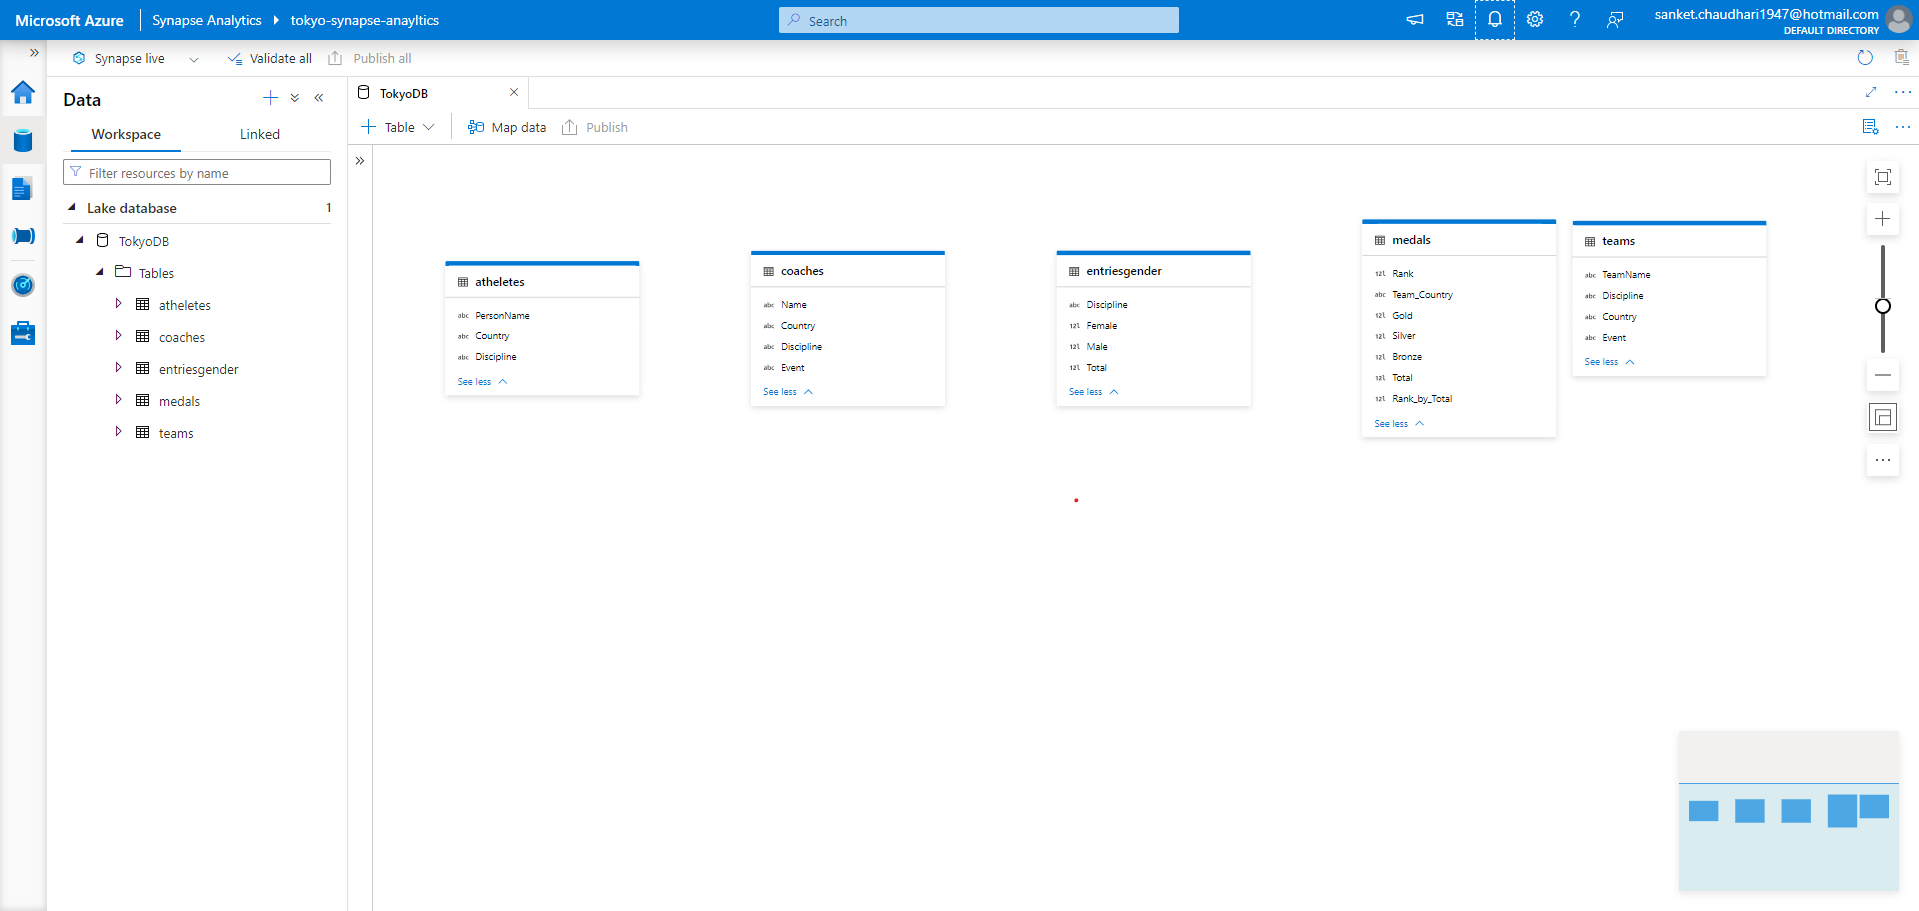 Microsoft Azure Synapse Analytics tokyo-synapse-anayltics
Search
sanket.chaudhari1947@hotmail.com
DEFAULT DIRECTORY
Synapse live Validate all Publish all
Data
Workspace Linked
Filter resources by name
Lake database 1
TokyoDB
Tables
atheletes
coaches
entriesgender
medals
teams
TokyoDB
Table Map data Publish
atheletes
abc PersonName
abc Country
abc Discipline
See less
coaches
abc Name
abc Country
abc Discipline
abc Event
See less
entriesgender
abc Discipline
12l Female
12l Male
12l Total
See less
medals
12l Rank
abc Team_Country
12l Gold
12l Silver
12l Bronze
12l Total
12l Rank_by_Total
See less
teams
abc TeamName
abc Discipline
abc Country
abc Event
See less